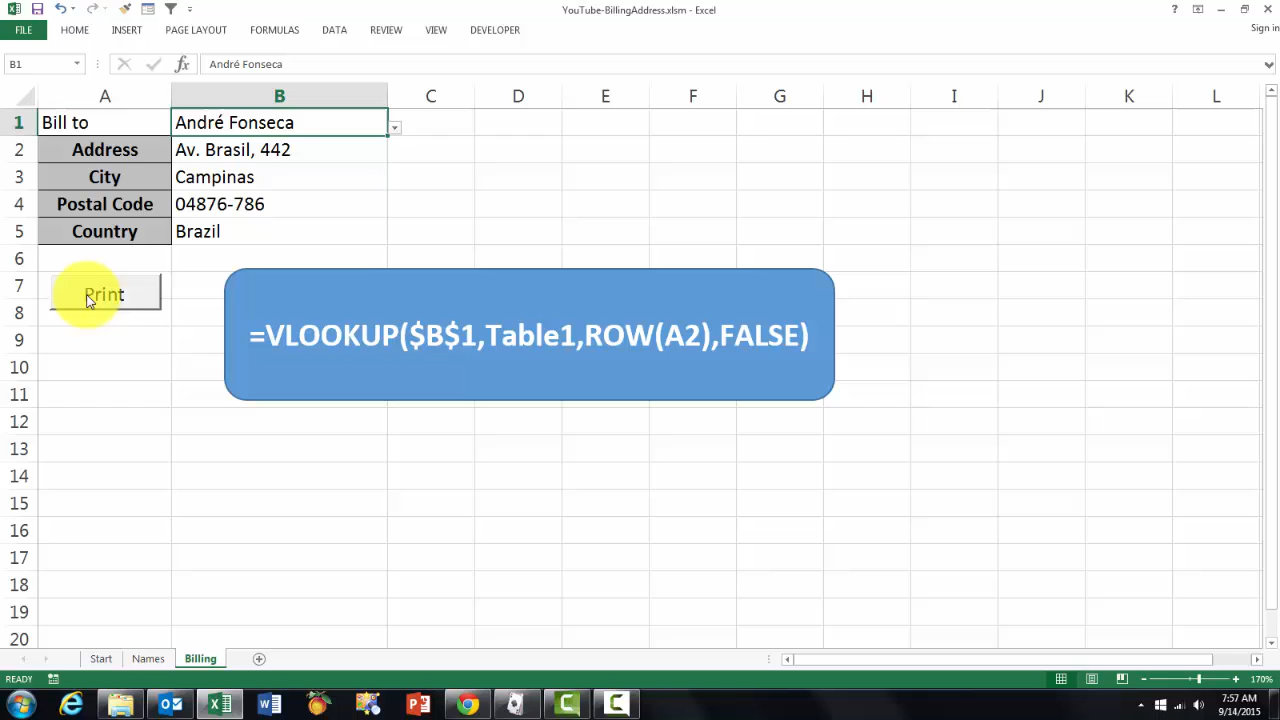 YouTube-BillingAddress.xlsm - Excel
?
FILE HOME INSERT PAGE LAYOUT FORMULAS DATA REVIEW VIEW DEVELOPER
Sign in
B1 fx André Fonseca
A B C D E F G H I J K L
1 Bill to André Fonseca
2 Address Av. Brasil, 442
3 City Campinas
4 Postal Code 04876-786
5 Country Brazil
6
7
Print
8
=VLOOKUP($B$1,Table1,ROW(A2),FALSE)
9
10
11
12
13
14
15
16
17
18
19
20
Start Names Billing
READY
170%
7:57 AM
9/14/2015